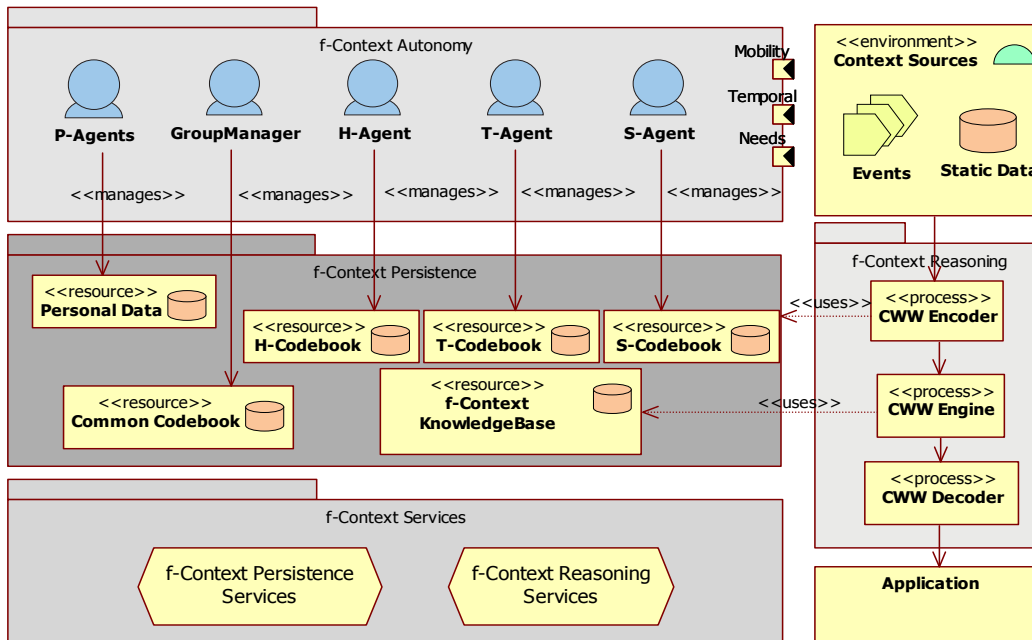 f-Context Autonomy
P-Agents
GroupManager
H-Agent
T-Agent
S-Agent
Mobility
Temporal
Needs
<<manages>>
<<manages>>
<<manages>>
<<manages>>
<<manages>>
<<environment>>
Context Sources
Events
Static Data
f-Context Persistence
<<resource>>
Personal Data
<<resource>>
H-Codebook
<<resource>>
T-Codebook
<<resource>>
S-Codebook
<<resource>>
Common Codebook
<<resource>>
f-Context
KnowledgeBase
<<uses>>
<<uses>>
f-Context Reasoning
<<process>>
CWW Encoder
<<process>>
CWW Engine
<<process>>
CWW Decoder
f-Context Services
f-Context Persistence
Services
f-Context Reasoning
Services
Application